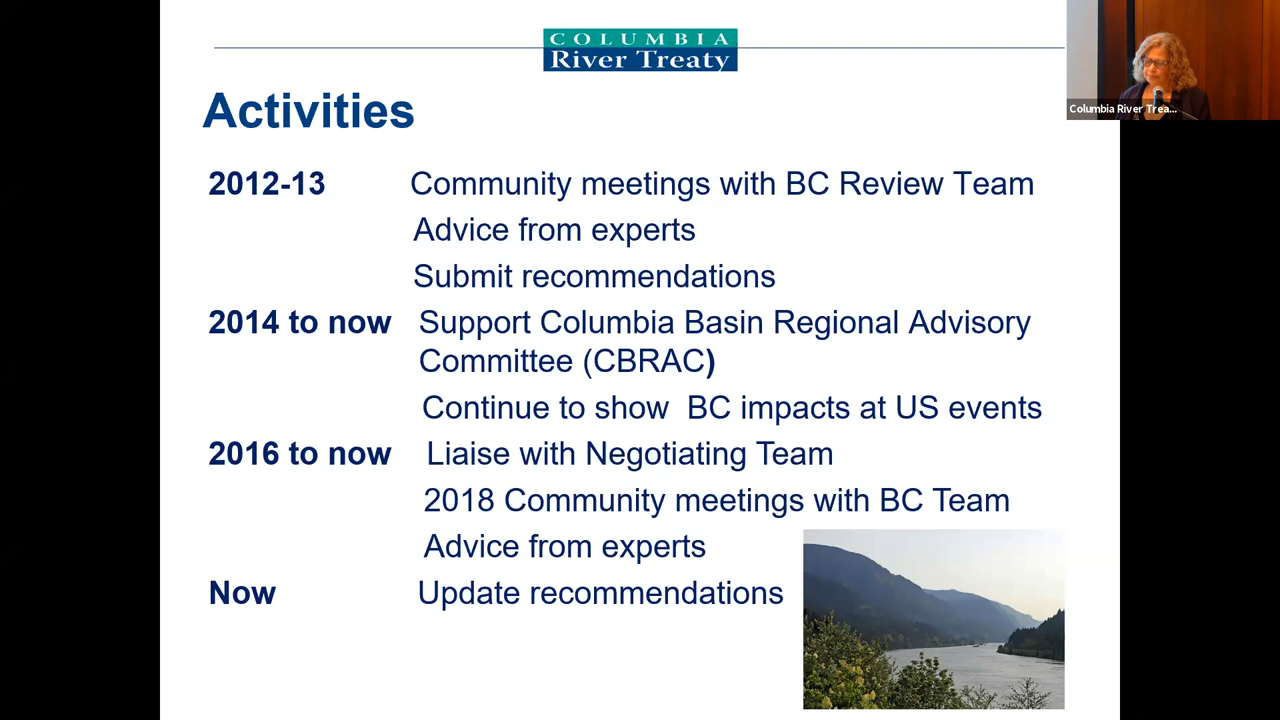 COLUMBIA
River Treaty
Columbia River Trea...
Activities
2012-13 Community meetings with BC Review Team
Advice from experts
Submit recommendations
2014 to now Support Columbia Basin Regional Advisory
Committee (CBRAC)
Continue to show BC impacts at US events
2016 to now Liaise with Negotiating Team
2018 Community meetings with BC Team
Advice from experts
Now Update recommendations